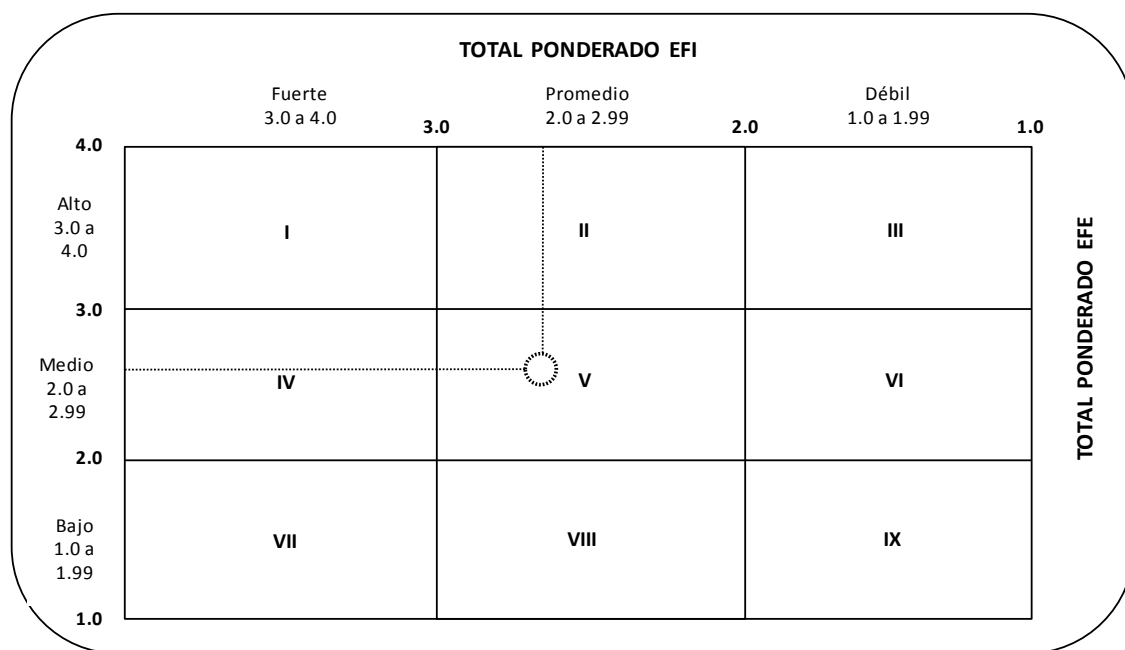 TOTAL PONDERADO EFI
Fuerte
3.0 a 4.0
Promedio
2.0 a 2.99
Débil
1.0 a 1.99
4.0
3.0
2.0
1.0
Alto
3.0 a
4.0
I
II
III
3.0
Medio
2.0 a
2.99
IV
V
VI
2.0
Bajo
1.0 a
1.99
VII
VIII
IX
1.0
TOTAL PONDERADO EFE